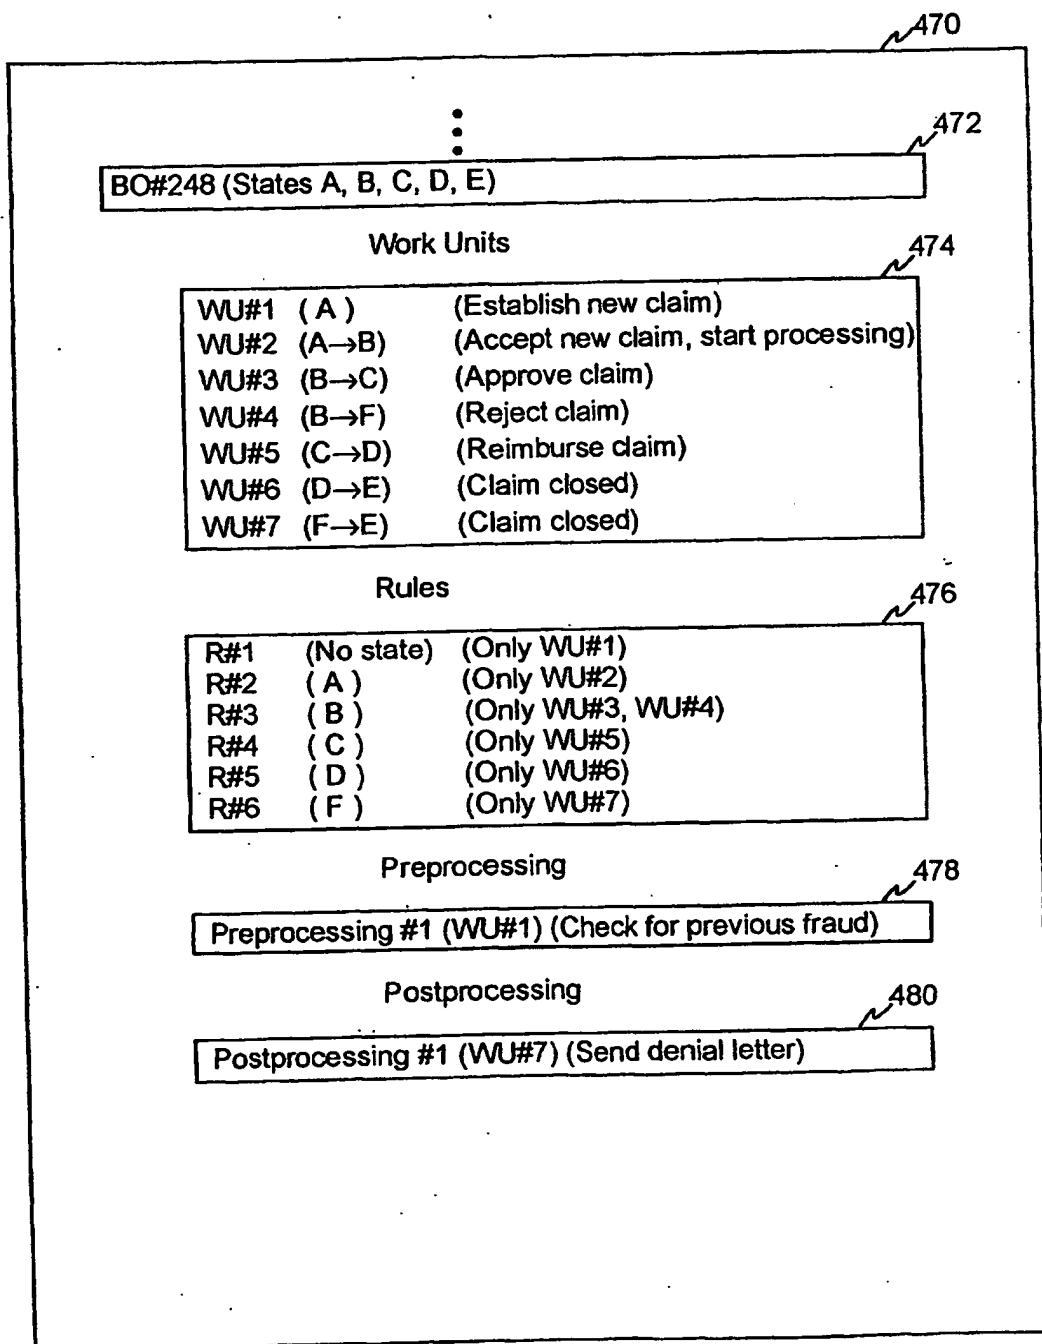 470
472
BO#248 (States A, B, C, D, E)
Work Units
474
WU#1 ( A ) (Establish new claim)
WU#2 (A→B) (Accept new claim, start processing)
WU#3 (B→C) (Approve claim)
WU#4 (B→F) (Reject claim)
WU#5 (C→D) (Reimburse claim)
WU#6 (D→E) (Claim closed)
WU#7 (F→E) (Claim closed)
Rules
476
R#1 (No state) (Only WU#1)
R#2 ( A ) (Only WU#2)
R#3 ( B ) (Only WU#3, WU#4)
R#4 ( C ) (Only WU#5)
R#5 ( D ) (Only WU#6)
R#6 ( F ) (Only WU#7)
Preprocessing
478
Preprocessing #1 (WU#1) (Check for previous fraud)
Postprocessing
480
Postprocessing #1 (WU#7) (Send denial letter)